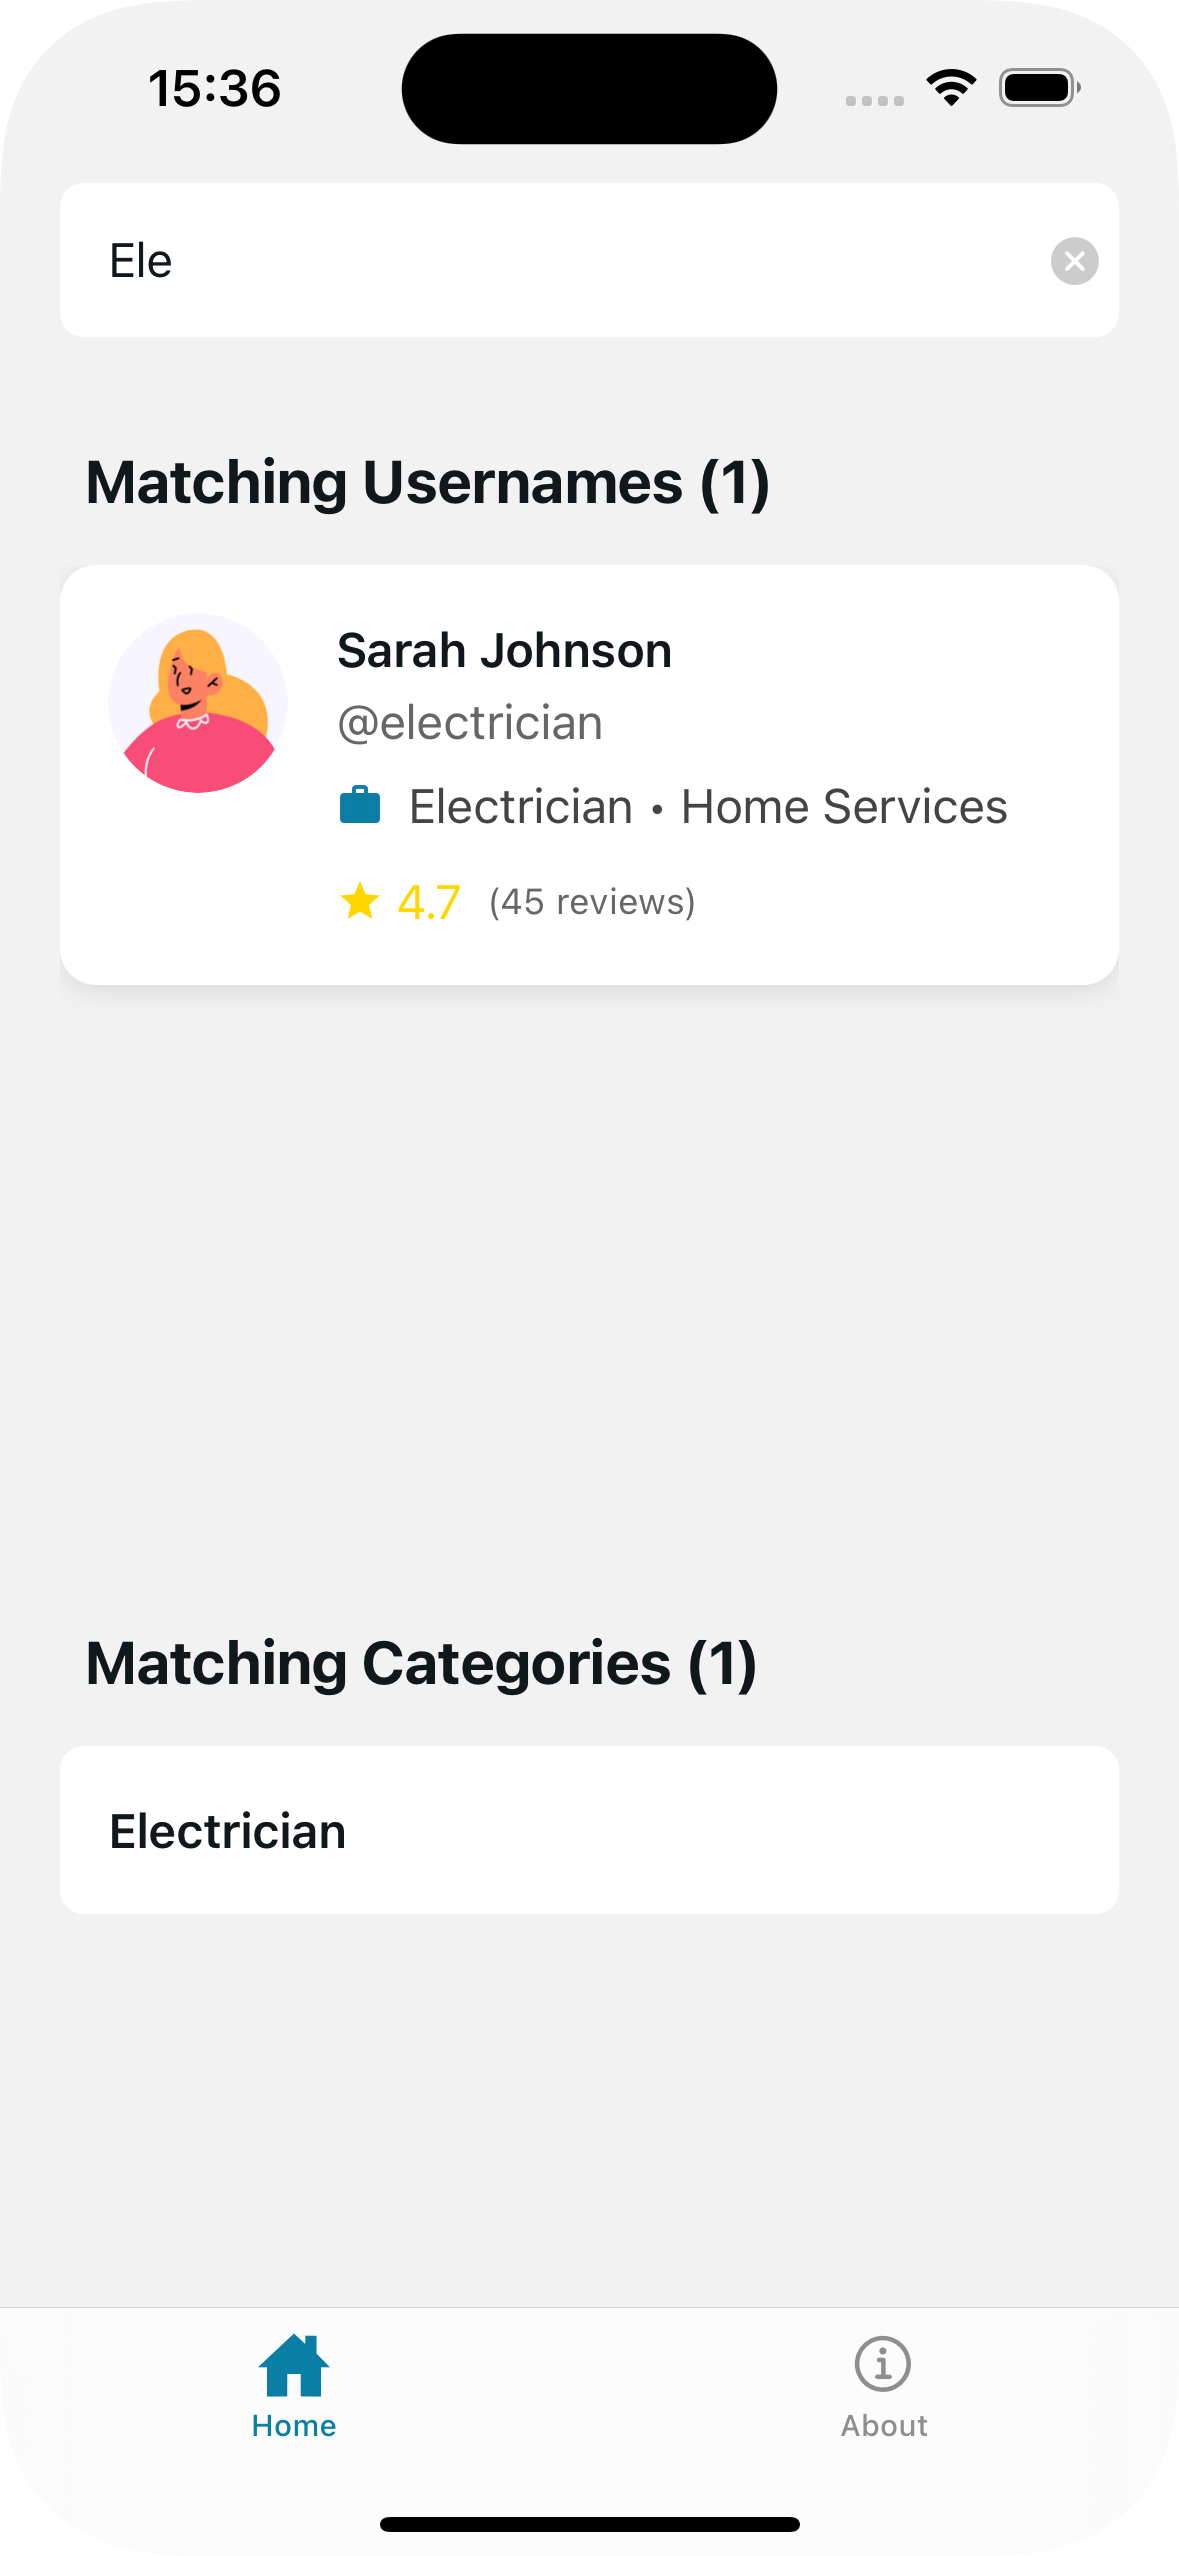 15:36
Ele
Matching Usernames (1)
Sarah Johnson
@electrician
Electrician • Home Services
4.7 (45 reviews)
Matching Categories (1)
Electrician
Home
About